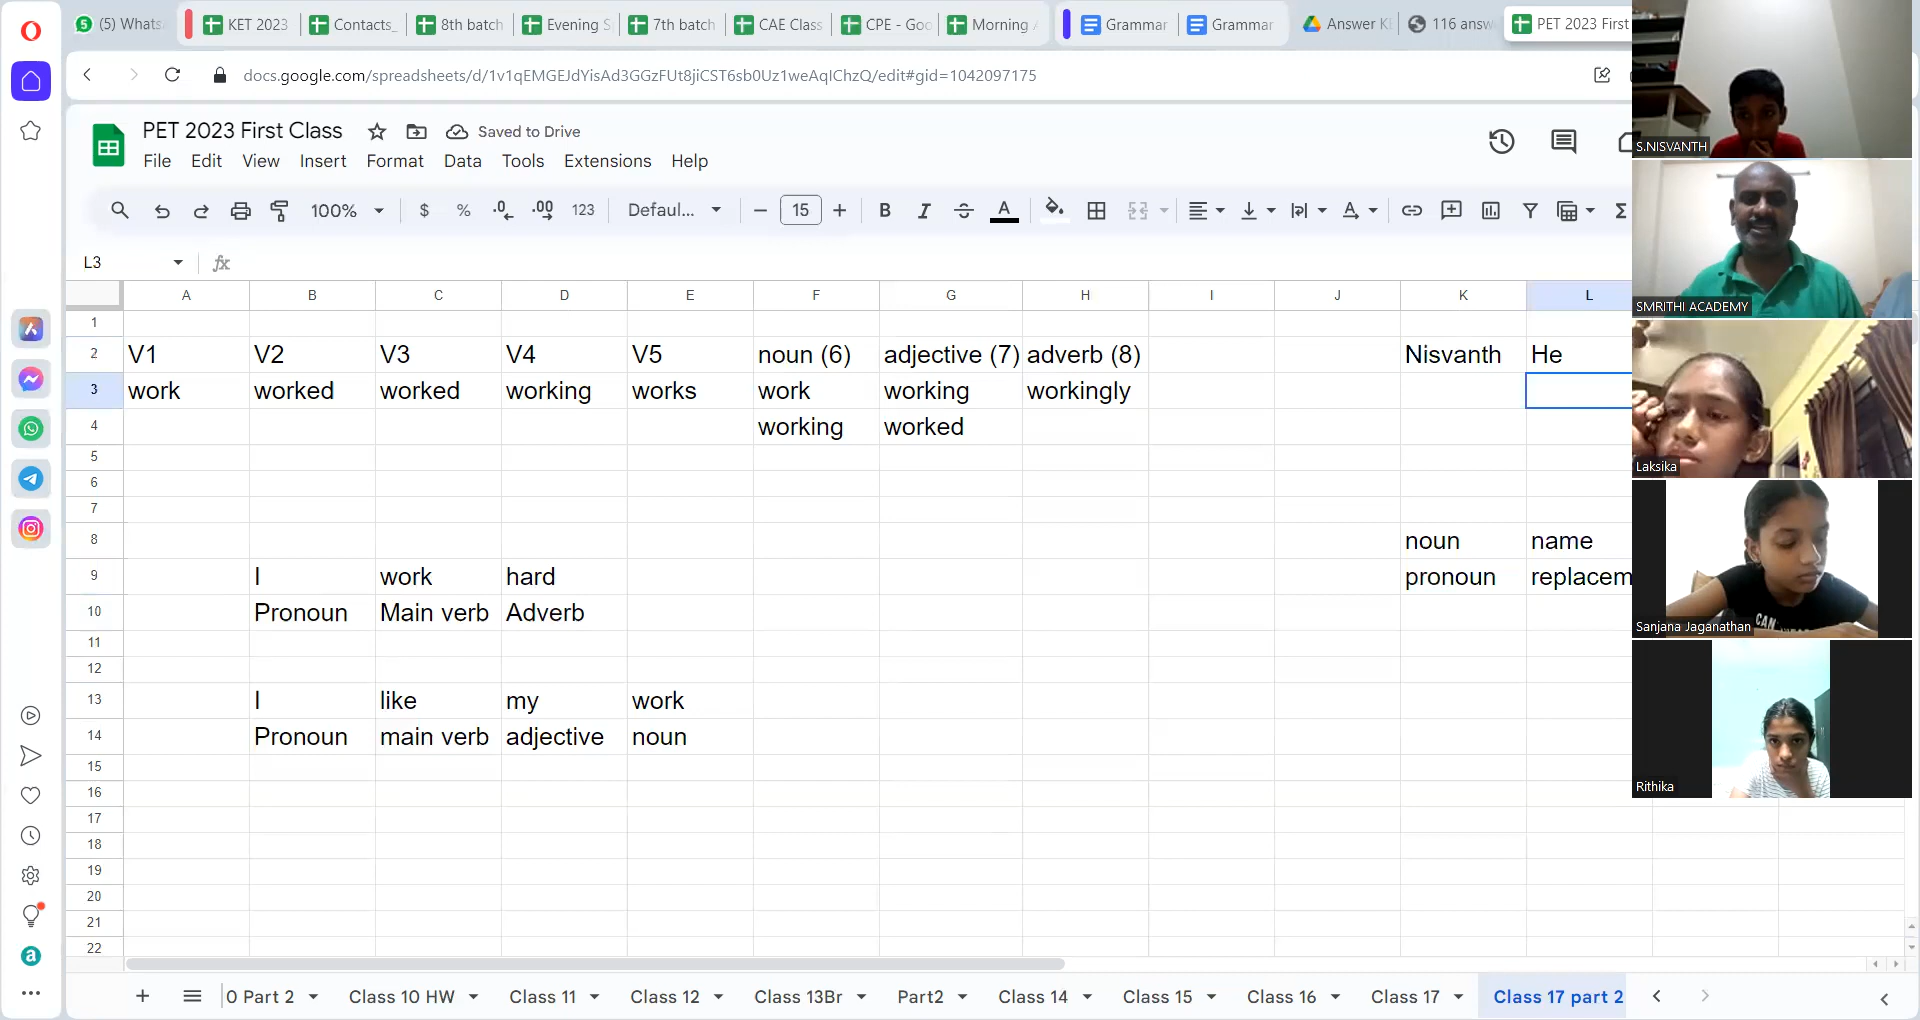 (5) Whats
KET 2023
Contacts_
8th batch
Evening S
7th batch
CAE Class
CPE - Goo
Morning
Grammar
Grammar
Answer K
116 answ
PET 2023 First
docs.google.com/spreadsheets/d/1v1qEMGEJdYisAd3GGzFUt8jiCST6sb0Uz1weAqIChzQ/edit#gid=1042097175
PET 2023 First Class
Saved to Drive
File Edit View Insert Format Data Tools Extensions Help
100% $ % .0 .00 123 Defaul... 15 B I A
L3
A B C D E F G H I J K L
1
2 V1 V2 V3 V4 V5 noun (6) adjective (7) adverb (8) Nisvanth He
3 work worked worked working works work working workingly
4 working worked
5
6
7
8 noun name
9 I work hard pronoun replacem
10 Pronoun Main verb Adverb
11
12
13 I like my work
14 Pronoun main verb adjective noun
15
16
17
18
19
20
21
22
0 Part 2 Class 10 HW Class 11 Class 12 Class 13Br Part2 Class 14 Class 15 Class 16 Class 17 Class 17 part 2
S.NISVANTH
SMRITHI ACADEMY
Laksika
CAN
Sanjana Jaganathan
Rithika